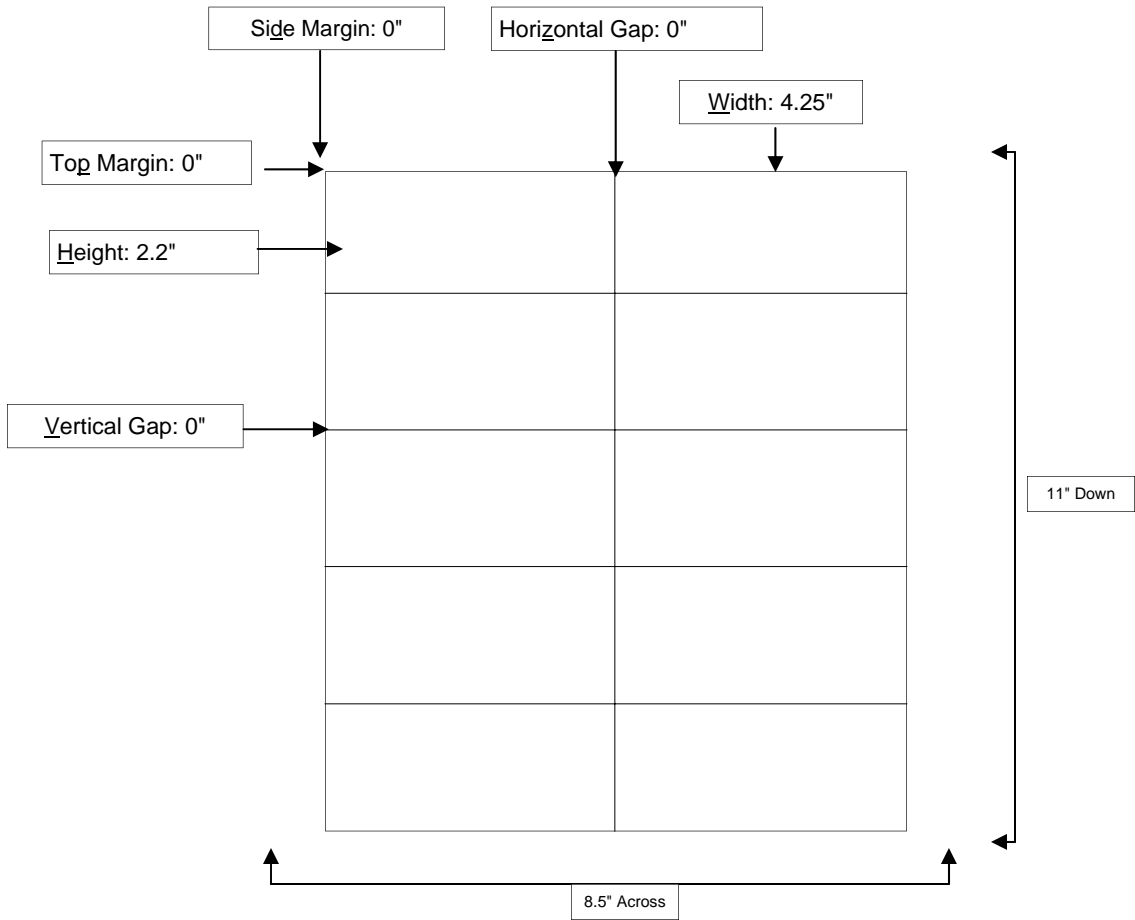 Side Margin: 0"
Horizontal Gap: 0"
Width: 4.25"
Top Margin: 0"
Height: 2.2"
Vertical Gap: 0"
11" Down
8.5" Across